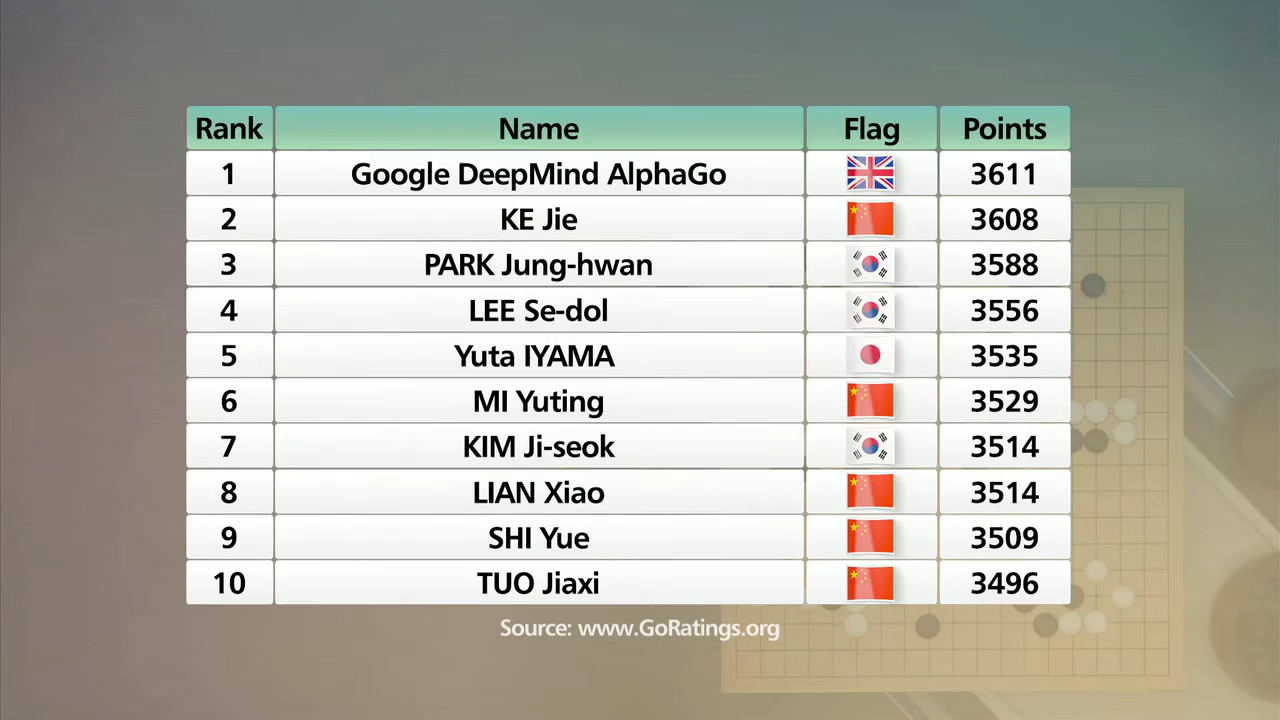 Rank Name Flag Points
1 Google DeepMind AlphaGo 3611
2 KE Jie 3608
3 PARK Jung-hwan 3588
4 LEE Se-dol 3556
5 Yuta IYAMA 3535
6 MI Yuting 3529
7 KIM Ji-seok 3514
8 LIAN Xiao 3514
9 SHI Yue 3509
10 TUO Jiaxi 3496
Source: www.GoRatings.org